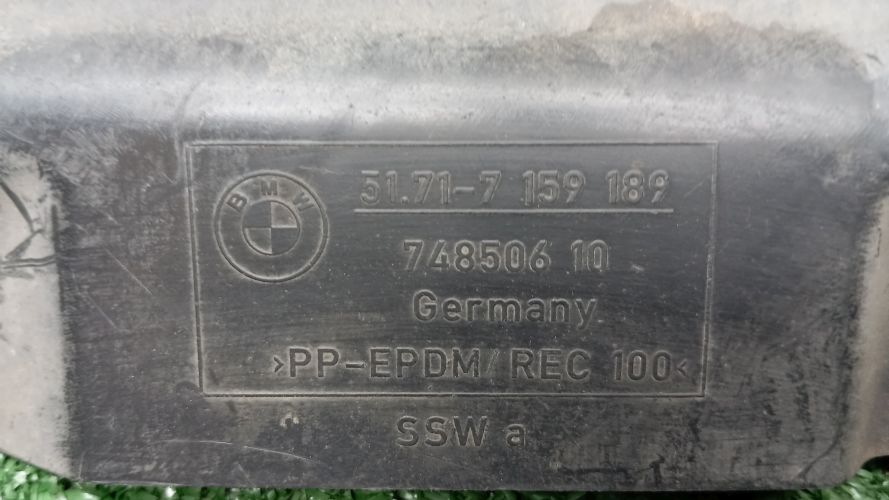 BMW
51.71-7 159 189
748506 10
Germany
>PP-EPDM/ REC 100<
SSW a